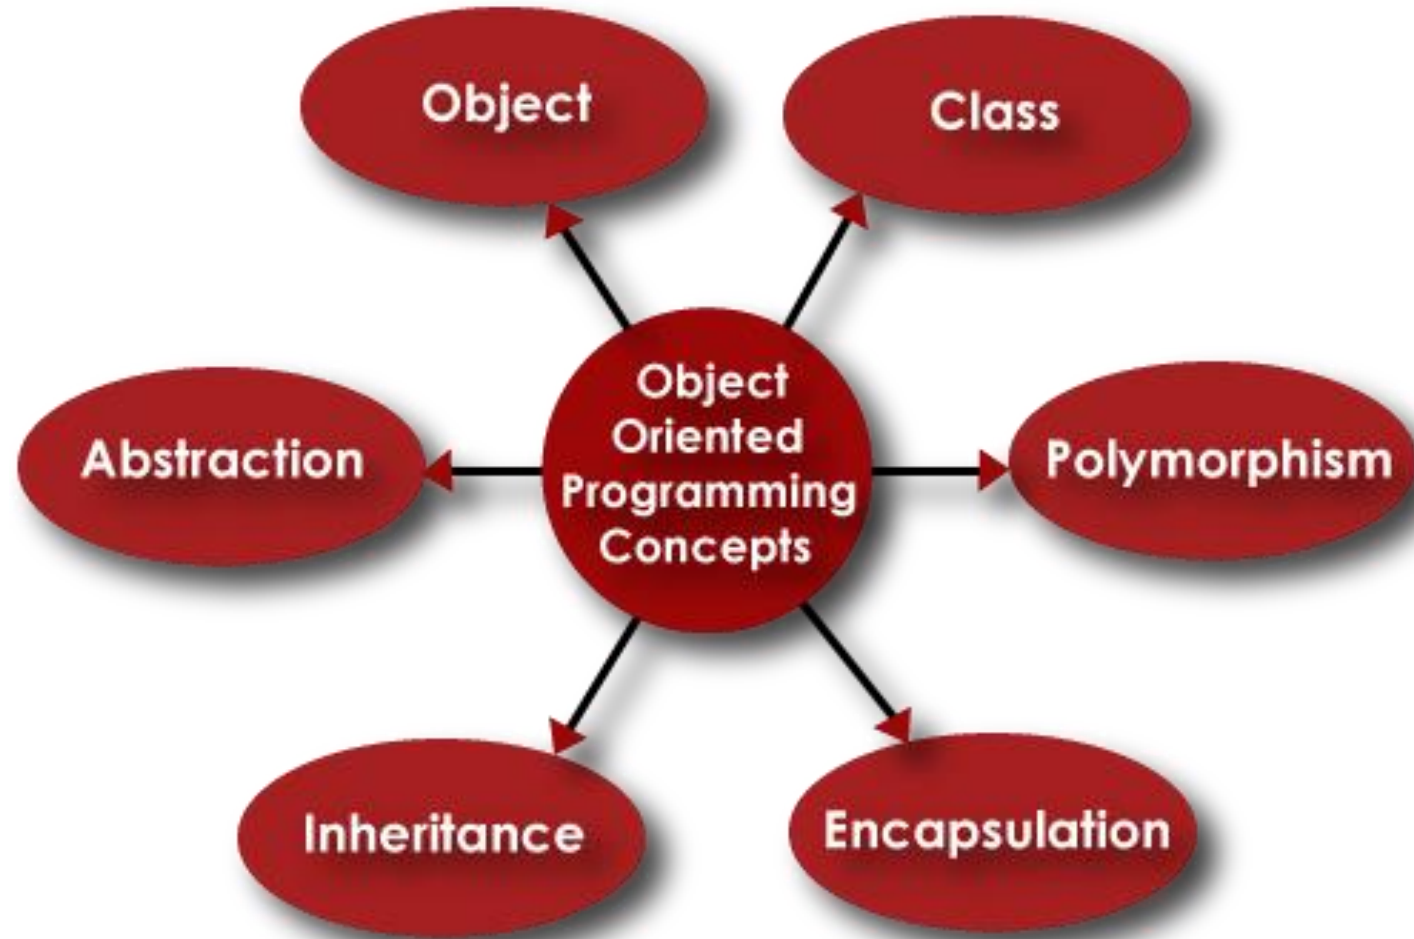 Object
Class
Object
Oriented
Programming
Concepts
Abstraction
Polymorphism
Inheritance
Encapsulation